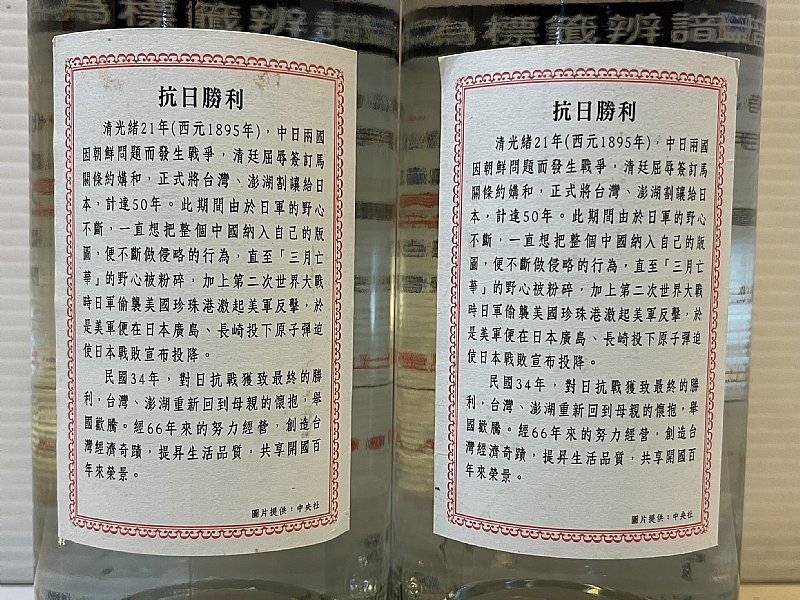 為標籤辨
抗日勝利
清光緒21年(西元1895年)，中日兩國
因朝鮮問題而發生戰爭，清廷屈辱簽訂馬
關條約媾和，正式將台灣、澎湖割讓給日
本，計達50年。此期間由於日軍的野心
不斷，一直想把整個中國納入自己的版
圖，便不斷做侵略的行為，直至「三月亡
華」的野心被粉碎，加上第二次世界大戰
時日軍偷襲美國珍珠港激起美軍反擊，於
是美軍便在日本廣島、長崎投下原子彈迫
使日本戰敗宣布投降。
民國34年，對日抗戰獲致最終的勝
利，台灣、澎湖重新回到母親的懷抱，舉
國歡騰。經66年來的努力經營，創造台
灣經濟奇蹟，提昇生活品質，共享開國百
年來榮景。
圖片提供：中央社
為標籤辨
抗日勝利
清光緒21年(西元1895年)，中日兩國
因朝鮮問題而發生戰爭，清廷屈辱簽訂馬
關條約媾和，正式將台灣、澎湖割讓給日
本，計達50年。此期間由於日軍的野心
不斷，一直想把整個中國納入自己的版
圖，便不斷做侵略的行為，直至「三月亡
華」的野心被粉碎，加上第二次世界大戰
時日軍偷襲美國珍珠港激起美軍反擊，於
是美軍便在日本廣島、長崎投下原子彈迫
使日本戰敗宣布投降。
民國34年，對日抗戰獲致最終的勝
利，台灣、澎湖重新回到母親的懷抱，舉
國歡騰。經66年來的努力經營，創造台
灣經濟奇蹟，提昇生活品質，共享開國百
年來榮景。
圖片提供：中央社